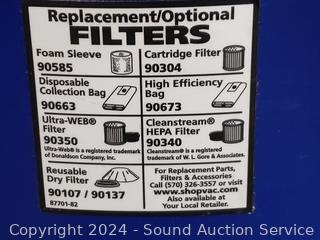 Replacement/Optional
FILTERS
Foam Sleeve
90585
Cartridge Filter
90304
Disposable
Collection Bag
90663
High Efficiency
Bag
90673
Ultra-WEB®
Filter
90350
Ultra-Web® is a registered trademark
of Donaldson Company, Inc.
Cleanstream®
HEPA Filter
90340
Cleanstream® is a registered
trademark of W. L. Gore & Associates.
Reusable
Dry Filter
90107 / 90137
87701-82
For Replacement Parts,
Filters & Accessories
Call (570) 326-3557 or visit
www.shopvac.com
Also available at
Your Local Retailer.
Copyright 2024 - Sound Auction Service